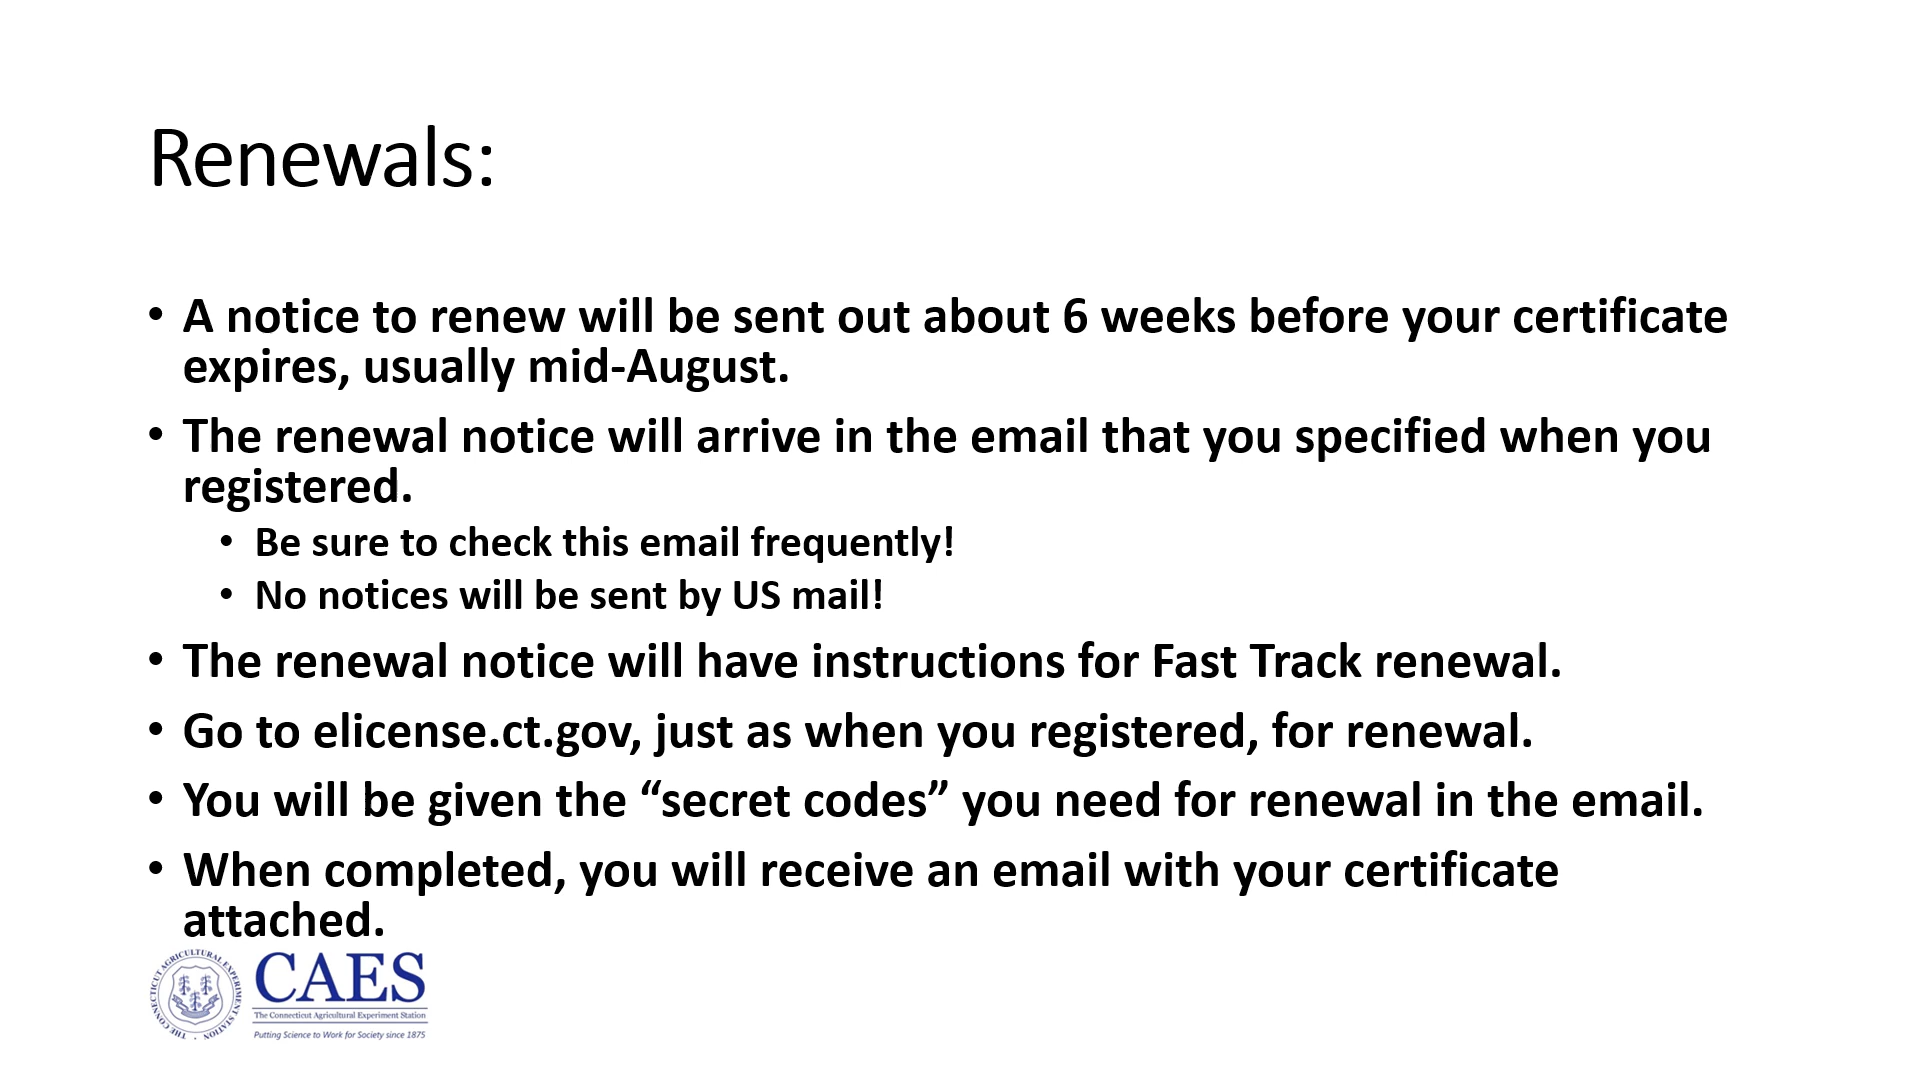 Renewals:
• A notice to renew will be sent out about 6 weeks before your certificate
expires, usually mid-August.
• The renewal notice will arrive in the email that you specified when you
registered.
• Be sure to check this email frequently!
• No notices will be sent by US mail!
• The renewal notice will have instructions for Fast Track renewal.
• Go to elicense.ct.gov, just as when you registered, for renewal.
• You will be given the “secret codes” you need for renewal in the email.
• When completed, you will receive an email with your certificate
attached.
THE CONNECTICUT AGRICULTURAL EXPERIMENT STATION
CAES
The Connecticut Agricultural Experiment Station
Putting Science to Work for Society since 1875